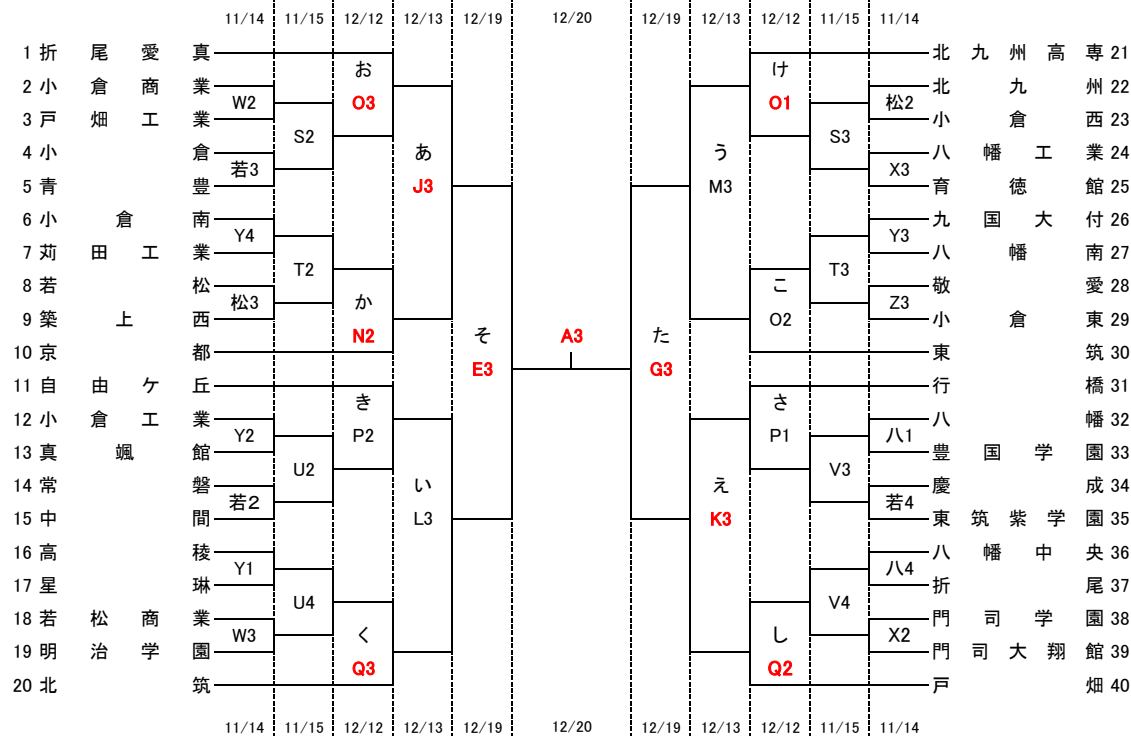 11/14 11/15 12/12 12/13 12/19 12/20 12/19 12/13 12/12 11/15 11/14
1 折尾愛真 北九州高専 21
お け
2 小倉商業 北九州 22
W2 O3 O1 松2
3 戸畑工業 小倉西 23
S2 S3
4 小倉 あ う 八幡工業 24
若3 X3
5 青豊 J3 M3 育徳館 25
6 小倉南 九国大付 26
Y4 Y3
7 苅田工業 八幡南 27
T2 T3
8 若松 か こ 敬愛 28
松3 O2 Z3
9 築上西 小倉東 29
N2 そ A3 た
10 京都 東筑 30
E3 G3
11 自由ケ丘 行橋 31
き さ
12 小倉工業 八幡 32
Y2 P2 P1 八1
13 真颯館 豊国学園 33
U2 V3
14 常磐 い え 慶成 34
若2 若4
15 中間 L3 K3 東筑紫学園 35
16 高稜 八幡中央 36
Y1 八4
17 星琳 折尾 37
U4 V4
18 若松商業 門司学園 38
W3 く し X2
19 明治学園 門司大翔館 39
Q3 Q2
20 北筑 戸畑 40
11/14 11/15 12/12 12/13 12/19 12/20 12/19 12/13 12/12 11/15 11/14